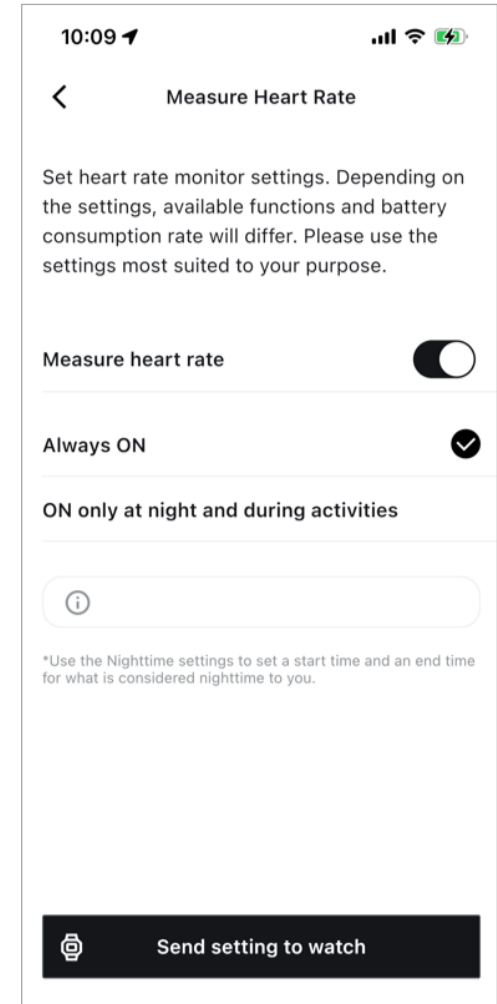 10:09
Measure Heart Rate
Set heart rate monitor settings. Depending on
the settings, available functions and battery
consumption rate will differ. Please use the
settings most suited to your purpose.
Measure heart rate
Always ON
ON only at night and during activities
*Use the Nighttime settings to set a start time and an end time
for what is considered nighttime to you.
Send setting to watch